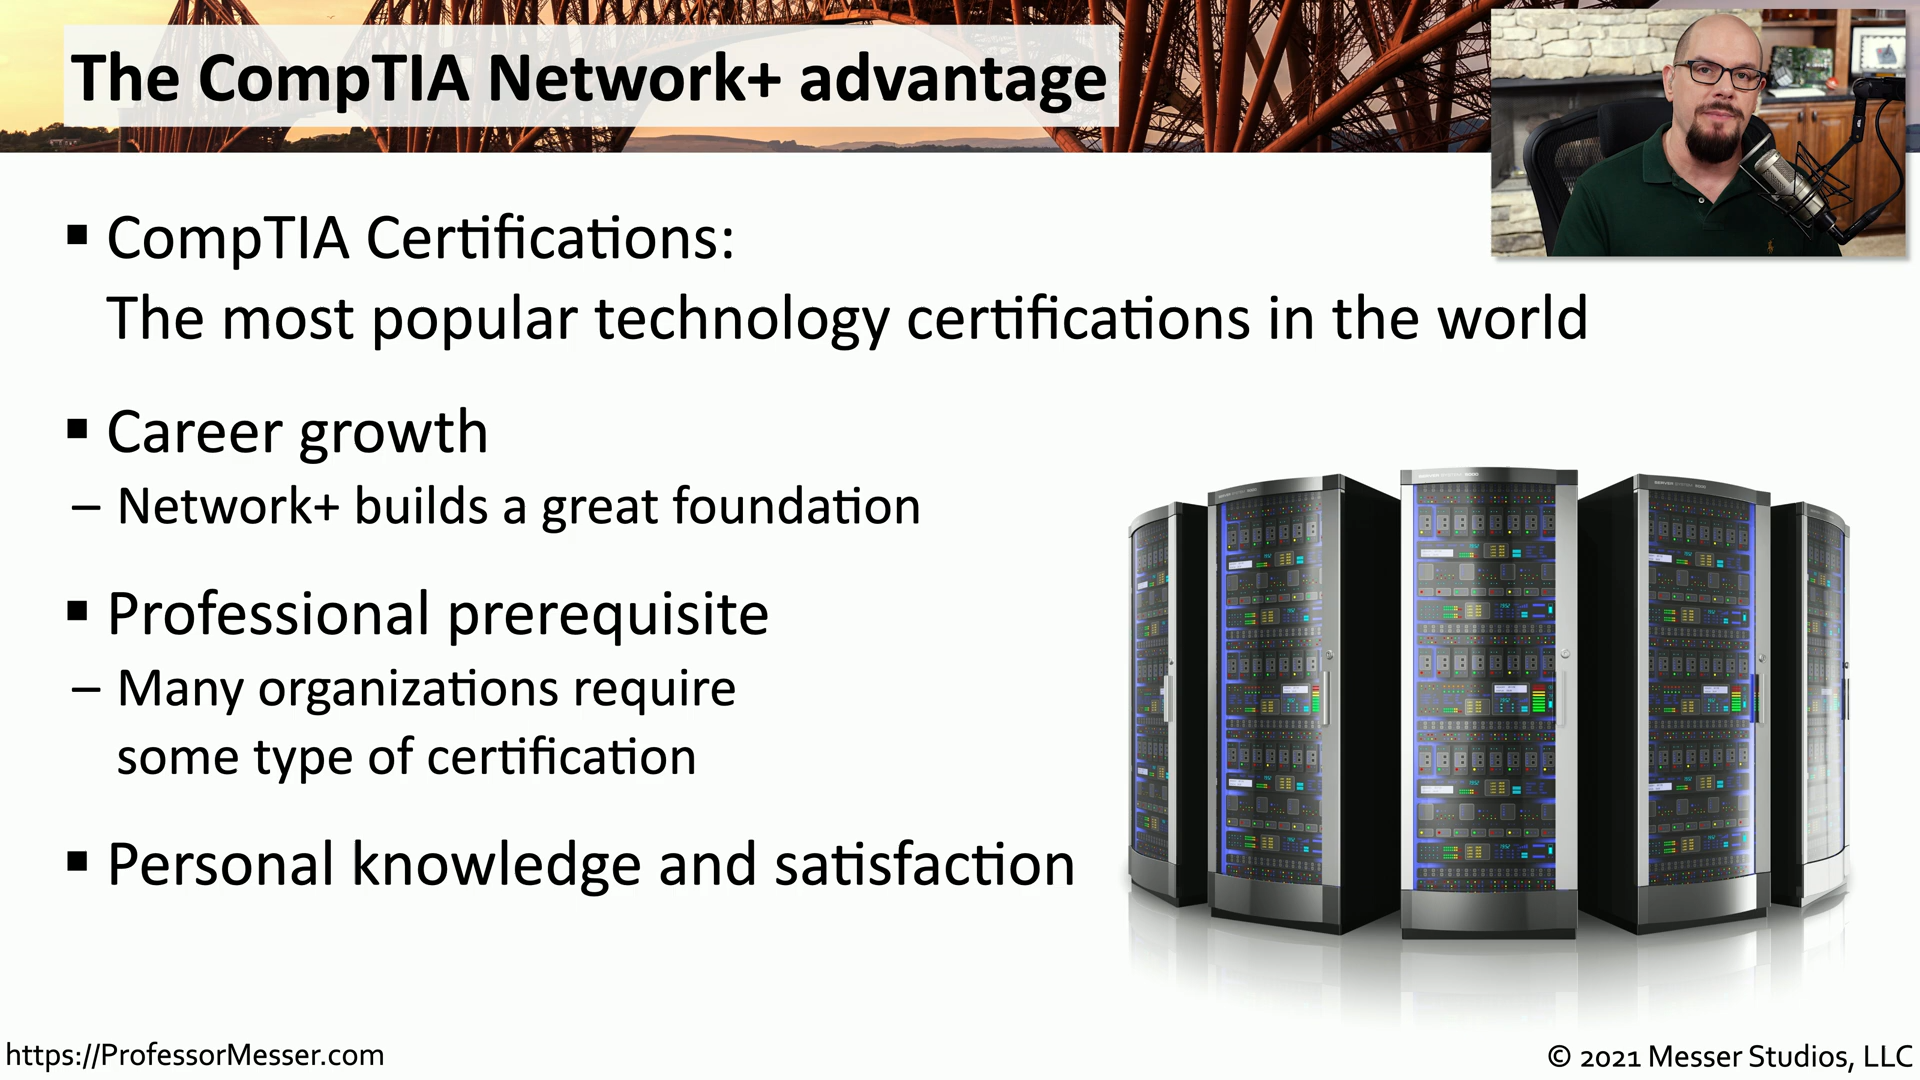 The CompTIA Network+ advantage
▪ CompTIA Certifications:
The most popular technology certifications in the world
▪ Career growth
– Network+ builds a great foundation
▪ Professional prerequisite
– Many organizations require
some type of certification
▪ Personal knowledge and satisfaction
https://ProfessorMesser.com
© 2021 Messer Studios, LLC